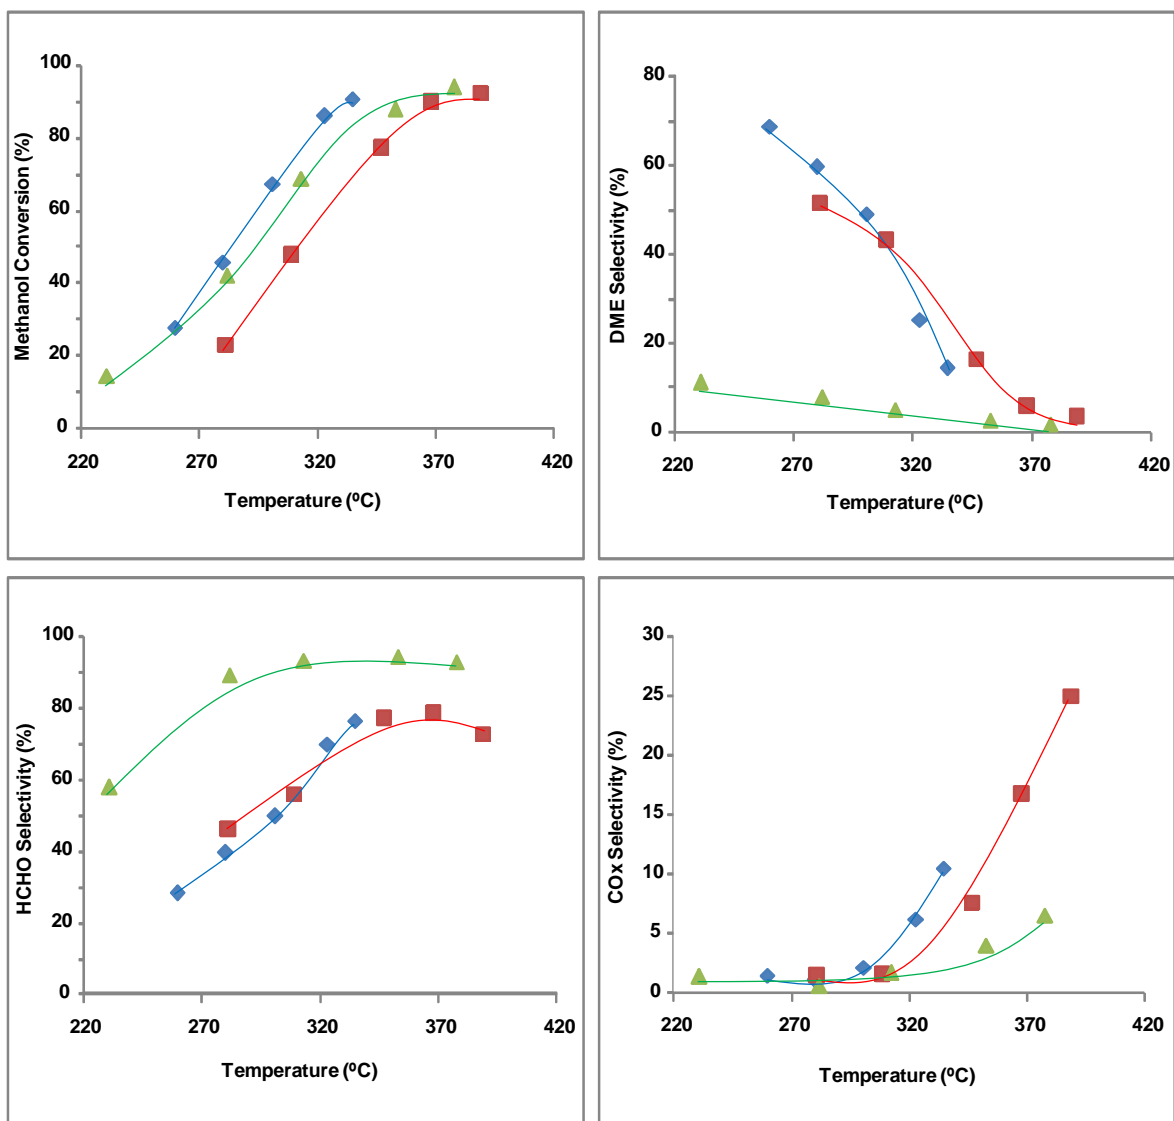 Methanol Conversion (%)
100
80
60
40
20
0
220 270 320 370 420
Temperature (ºC)
DME Selectivity (%)
80
60
40
20
0
220 270 320 370 420
Temperature (ºC)
HCHO Selectivity (%)
100
80
60
40
20
0
220 270 320 370 420
Temperature (ºC)
COx Selectivity (%)
30
25
20
15
10
5
0
220 270 320 370 420
Temperature (ºC)